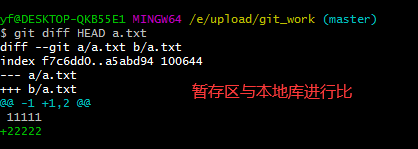 yf@DESKTOP-QKB55E1 MINGW64 /e/upload/git_work (master)
$ git diff HEAD a.txt
diff --git a/a.txt b/a.txt
index f7c6dd0..a5abd94 100644
--- a/a.txt
+++ b/a.txt
暂存区与本地库进行比
@@ -1 +1,2 @@
 11111
+22222